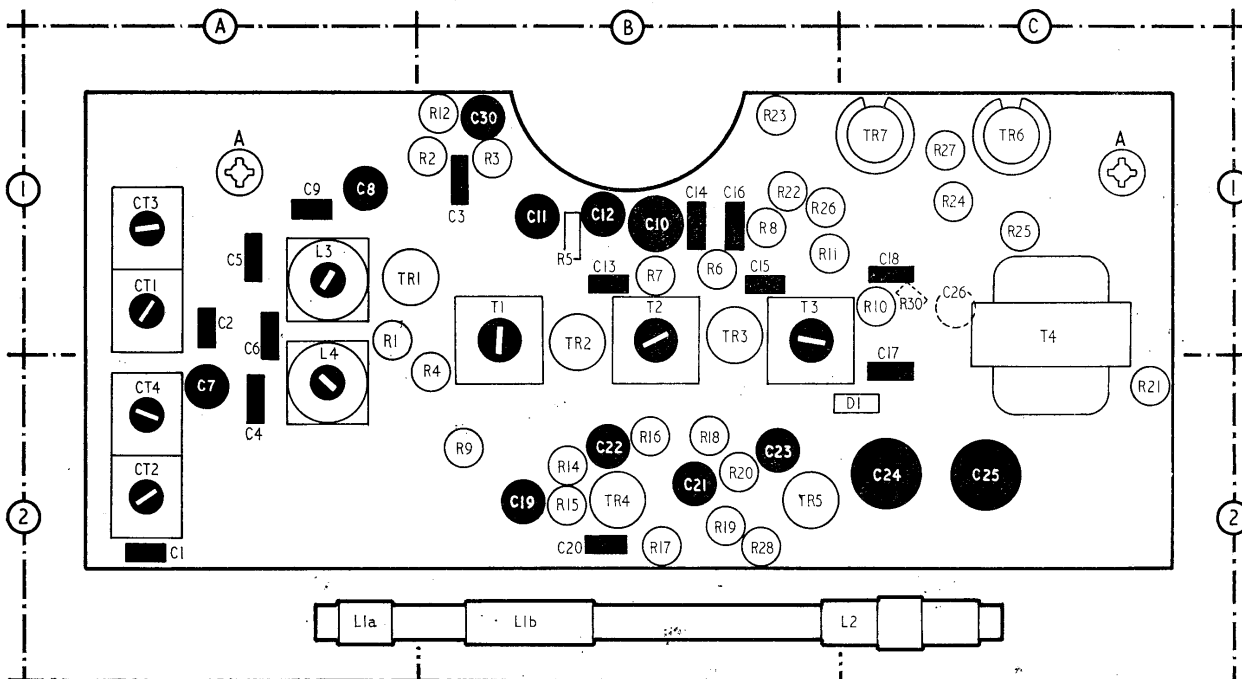 A B C
R12 C30 R23 TR7 TR6
A R2 R3 R27 A
1 C9 C8 C3 R22 R24 1
CT3 C11 R5 C12 C10 C14 C16 R8 R26 R25
C5 L3 TR1 C13 R7 R6 C15 R11 C18
CT1 C2 C6 R1 T1 TR2 T2 TR3 T3 R10 R30 C26 T4
CT4 C7 L4 R4 C17 R21
C4 D1
CT2 R9 R14 C22 R16 R18 C23 C24 C25
2 C19 R15 TR4 C21 R20 TR5 2
C1 C20 R17 R19 R28
L1a L1b L2